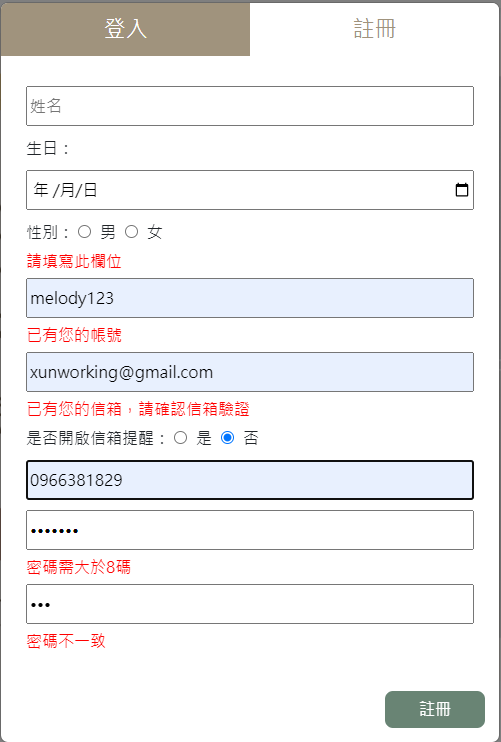 登入 註冊
姓名
生日：
年 /月/日
性別： 男 女
請填寫此欄位
melody123
已有您的帳號
xunworking@gmail.com
已有您的信箱，請確認信箱驗證
是否開啟信箱提醒： 是 否
0966381829
•••••••
密碼需大於8碼
•••
密碼不一致
註冊